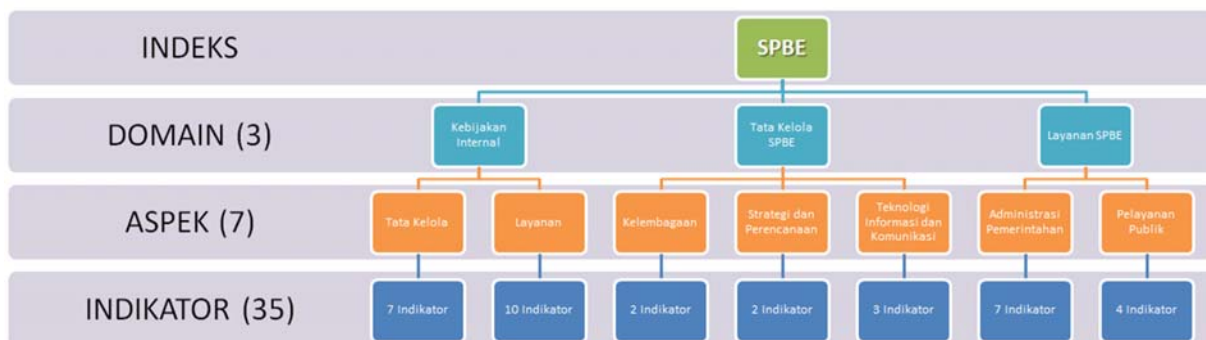 INDEKS
SPBE
DOMAIN (3)
Kebijakan
Internal
Tata Kelola
SPBE
Layanan SPBE
ASPEK (7)
Tata Kelola
Layanan
Kelembagaan
Strategi dan
Perencanaan
Teknologi
Informasi dan
Komunikasi
Administrasi
Pemerintahan
Pelayanan
Publik
INDIKATOR (35)
7 Indikator
10 Indikator
2 Indikator
2 Indikator
3 Indikator
7 Indikator
4 Indikator